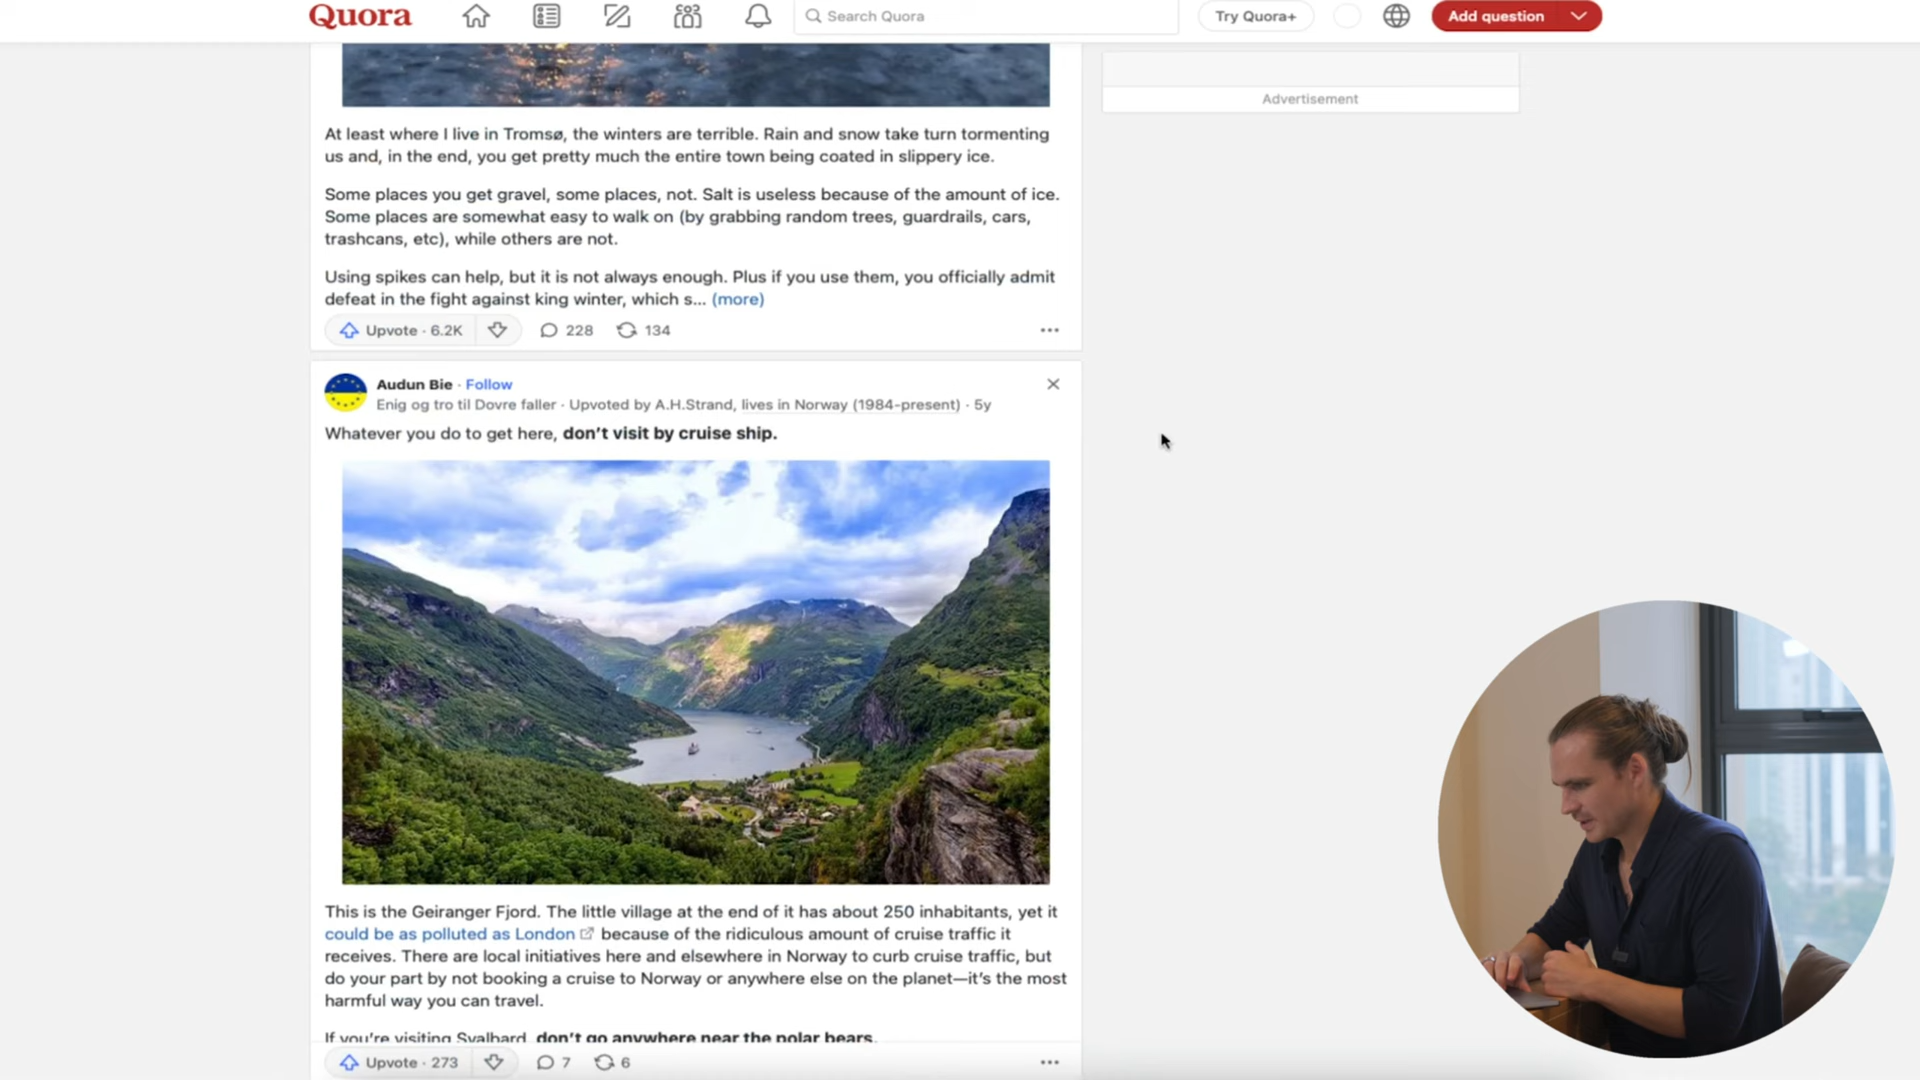 Quora
Search Quora
Try Quora+
Add question
Advertisement
At least where I live in Tromsø, the winters are terrible. Rain and snow take turn tormenting
us and, in the end, you get pretty much the entire town being coated in slippery ice.
Some places you get gravel, some places, not. Salt is useless because of the amount of ice.
Some places are somewhat easy to walk on (by grabbing random trees, guardrails, cars,
trashcans, etc), while others are not.
Using spikes can help, but it is not always enough. Plus if you use them, you officially admit
defeat in the fight against king winter, which s... (more)
Upvote · 6.2K
228
134
Audun Bie · Follow
Enig og tro til Dovre faller · Upvoted by A.H.Strand, lives in Norway (1984-present) · 5y
Whatever you do to get here, don’t visit by cruise ship.
This is the Geiranger Fjord. The little village at the end of it has about 250 inhabitants, yet it
could be as polluted as London because of the ridiculous amount of cruise traffic it
receives. There are local initiatives here and elsewhere in Norway to curb cruise traffic, but
do your part by not booking a cruise to Norway or anywhere else on the planet—it’s the most
harmful way you can travel.
If you’re visiting Svalbard, don’t go anywhere near the polar bears.
Upvote · 273
7
6